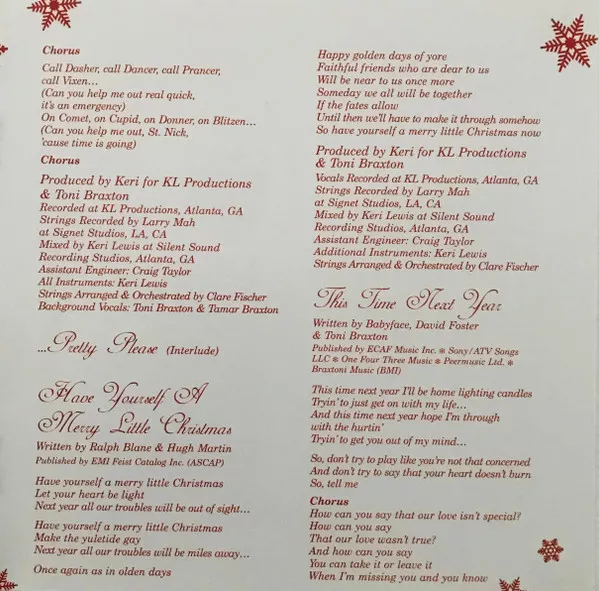 Chorus
Call Dasher, call Dancer, call Prancer,
call Vixen...
(Can you help me out real quick,
it's an emergency)
On Comet, on Cupid, on Donner, on Blitzen...
(Can you help me out, St. Nick,
'cause time is going)
Chorus
Produced by Keri for KL Productions
& Toni Braxton
Recorded at KL Productions, Atlanta, GA
Strings Recorded by Larry Mah
at Signet Studios, LA, CA
Mixed by Keri Lewis at Silent Sound
Recording Studios, Atlanta, GA
Assistant Engineer: Craig Taylor
All Instruments: Keri Lewis
Strings Arranged & Orchestrated by Clare Fischer
Background Vocals: Toni Braxton & Tamar Braxton
...Pretty Please (Interlude)
Have Yourself A
Merry Little Christmas
Written by Ralph Blane & Hugh Martin
Published by EMI Feist Catalog Inc. (ASCAP)
Have yourself a merry little Christmas
Let your heart be light
Next year all our troubles will be out of sight...
Have yourself a merry little Christmas
Make the yuletide gay
Next year all our troubles will be miles away...
Once again as in olden days
Happy golden days of yore
Faithful friends who are dear to us
Will be near to us once more
Someday we all will be together
If the fates allow
Until then we'll have to make it through somehow
So have yourself a merry little Christmas now
Produced by Keri for KL Productions
& Toni Braxton
Vocals Recorded at KL Productions, Atlanta, GA
Strings Recorded by Larry Mah
at Signet Studios, LA, CA
Mixed by Keri Lewis at Silent Sound
Recording Studios, Atlanta, GA
Assistant Engineer: Craig Taylor
Additional Instruments: Keri Lewis
Strings Arranged & Orchestrated by Clare Fischer
This Time Next Year
Written by Babyface, David Foster
& Toni Braxton
Published by ECAF Music Inc. * Sony/ATV Songs
LLC * One Four Three Music * Peermusic Ltd. *
Braxtoni Music (BMI)
This time next year I'll be home lighting candles
Tryin' to just get on with my life...
And this time next year hope I'm through
with the hurtin'
Tryin' to get you out of my mind...
So, don't try to play like you're not that concerned
And don't try to say that your heart doesn't burn
So, tell me
Chorus
How can you say that our love isn't special?
How can you say
That our love wasn't true?
And how can you say
You can take it or leave it
When I'm missing you and you know